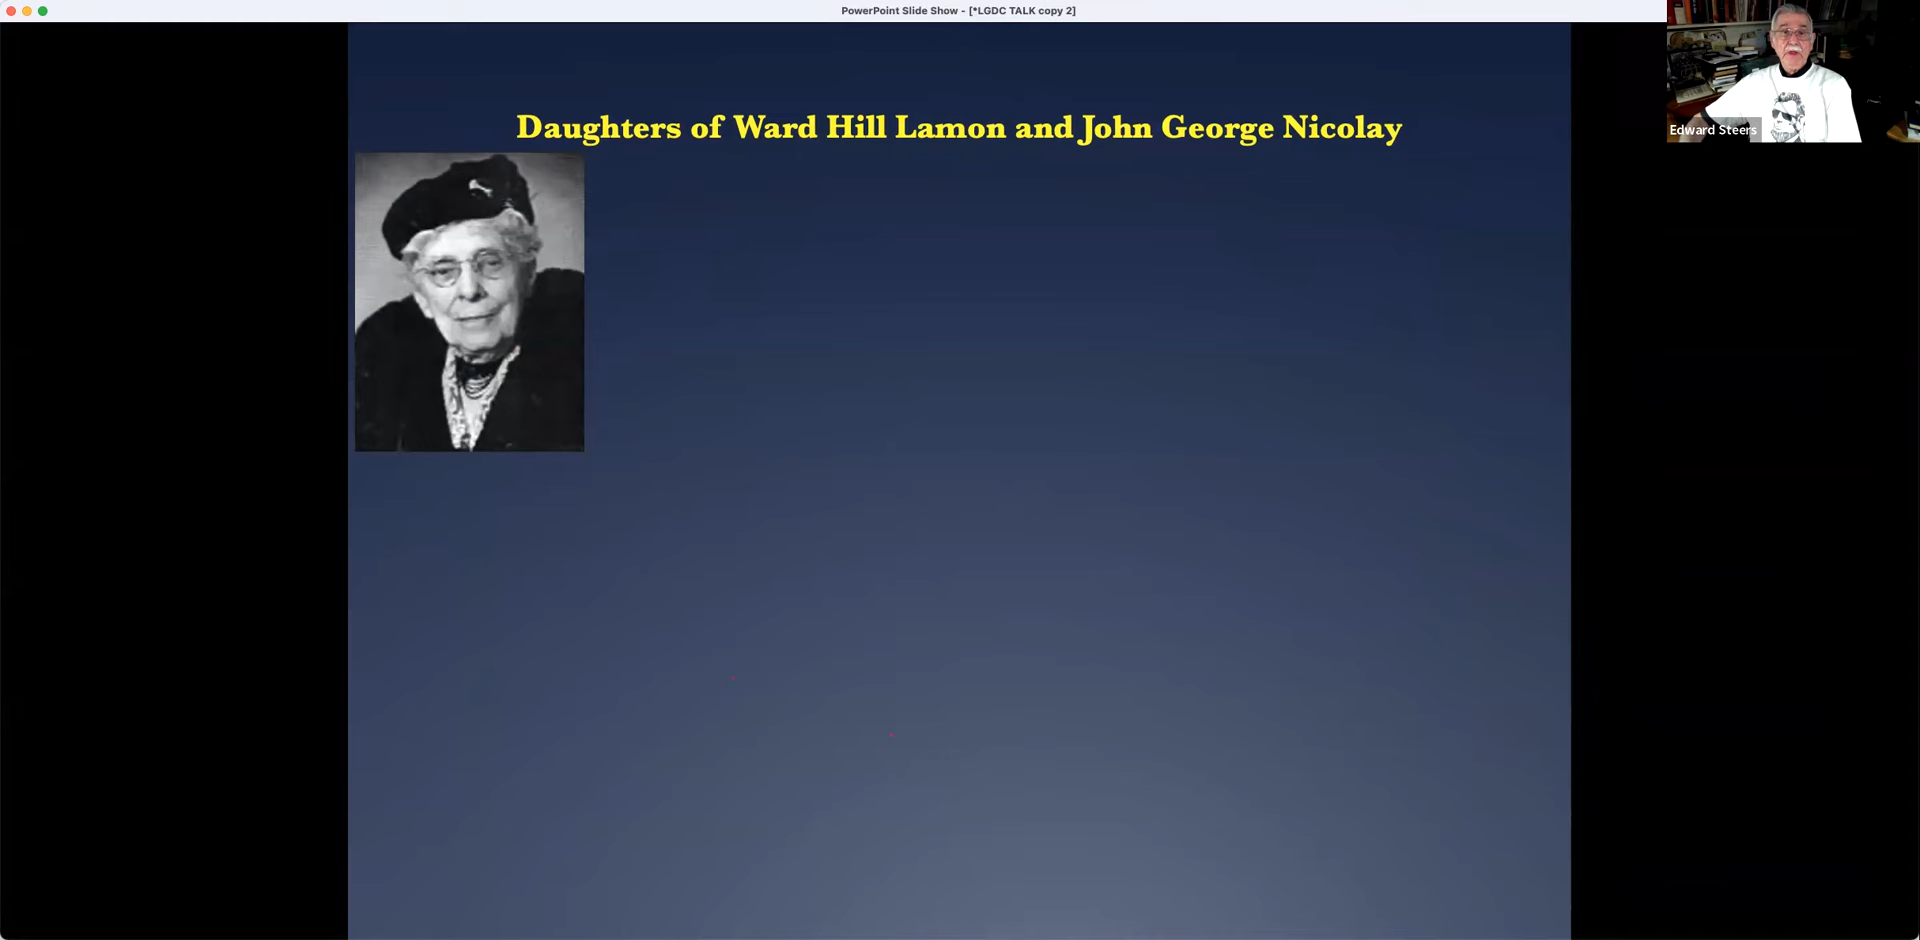 PowerPoint Slide Show - [*LGDC TALK copy 2]
Daughters of Ward Hill Lamon and John George Nicolay
Edward Steers